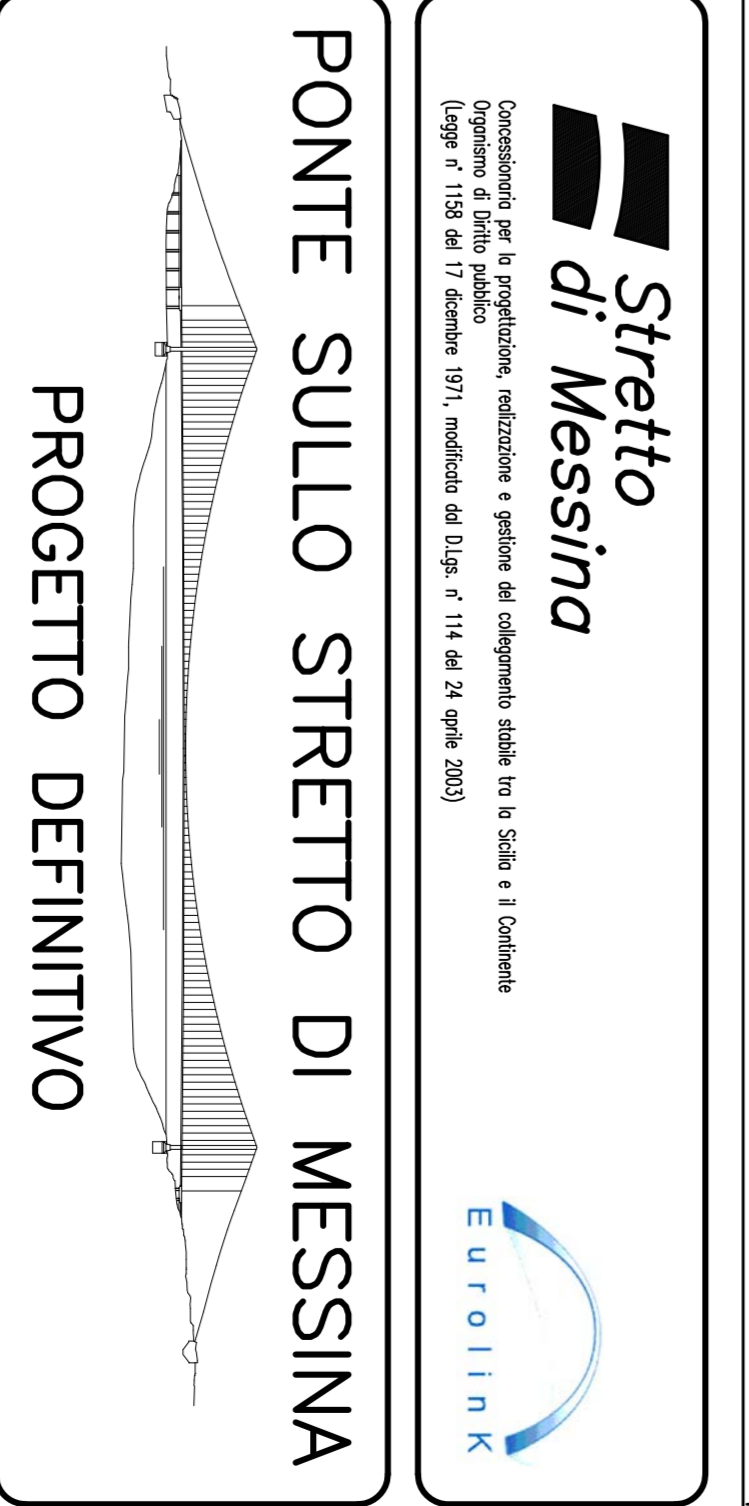 Stretto
di Messina
Concessionaria per la progettazione, realizzazione e gestione del collegamento stabile tra la Sicilia e il Continente
Organismo di Diritto pubblico
(Legge n° 1158 del 17 dicembre 1971, modificata dal D.Lgs. n° 114 del 24 aprile 2003)
EurolinK
PONTE SULLO STRETTO DI MESSINA
PROGETTO DEFINITIVO